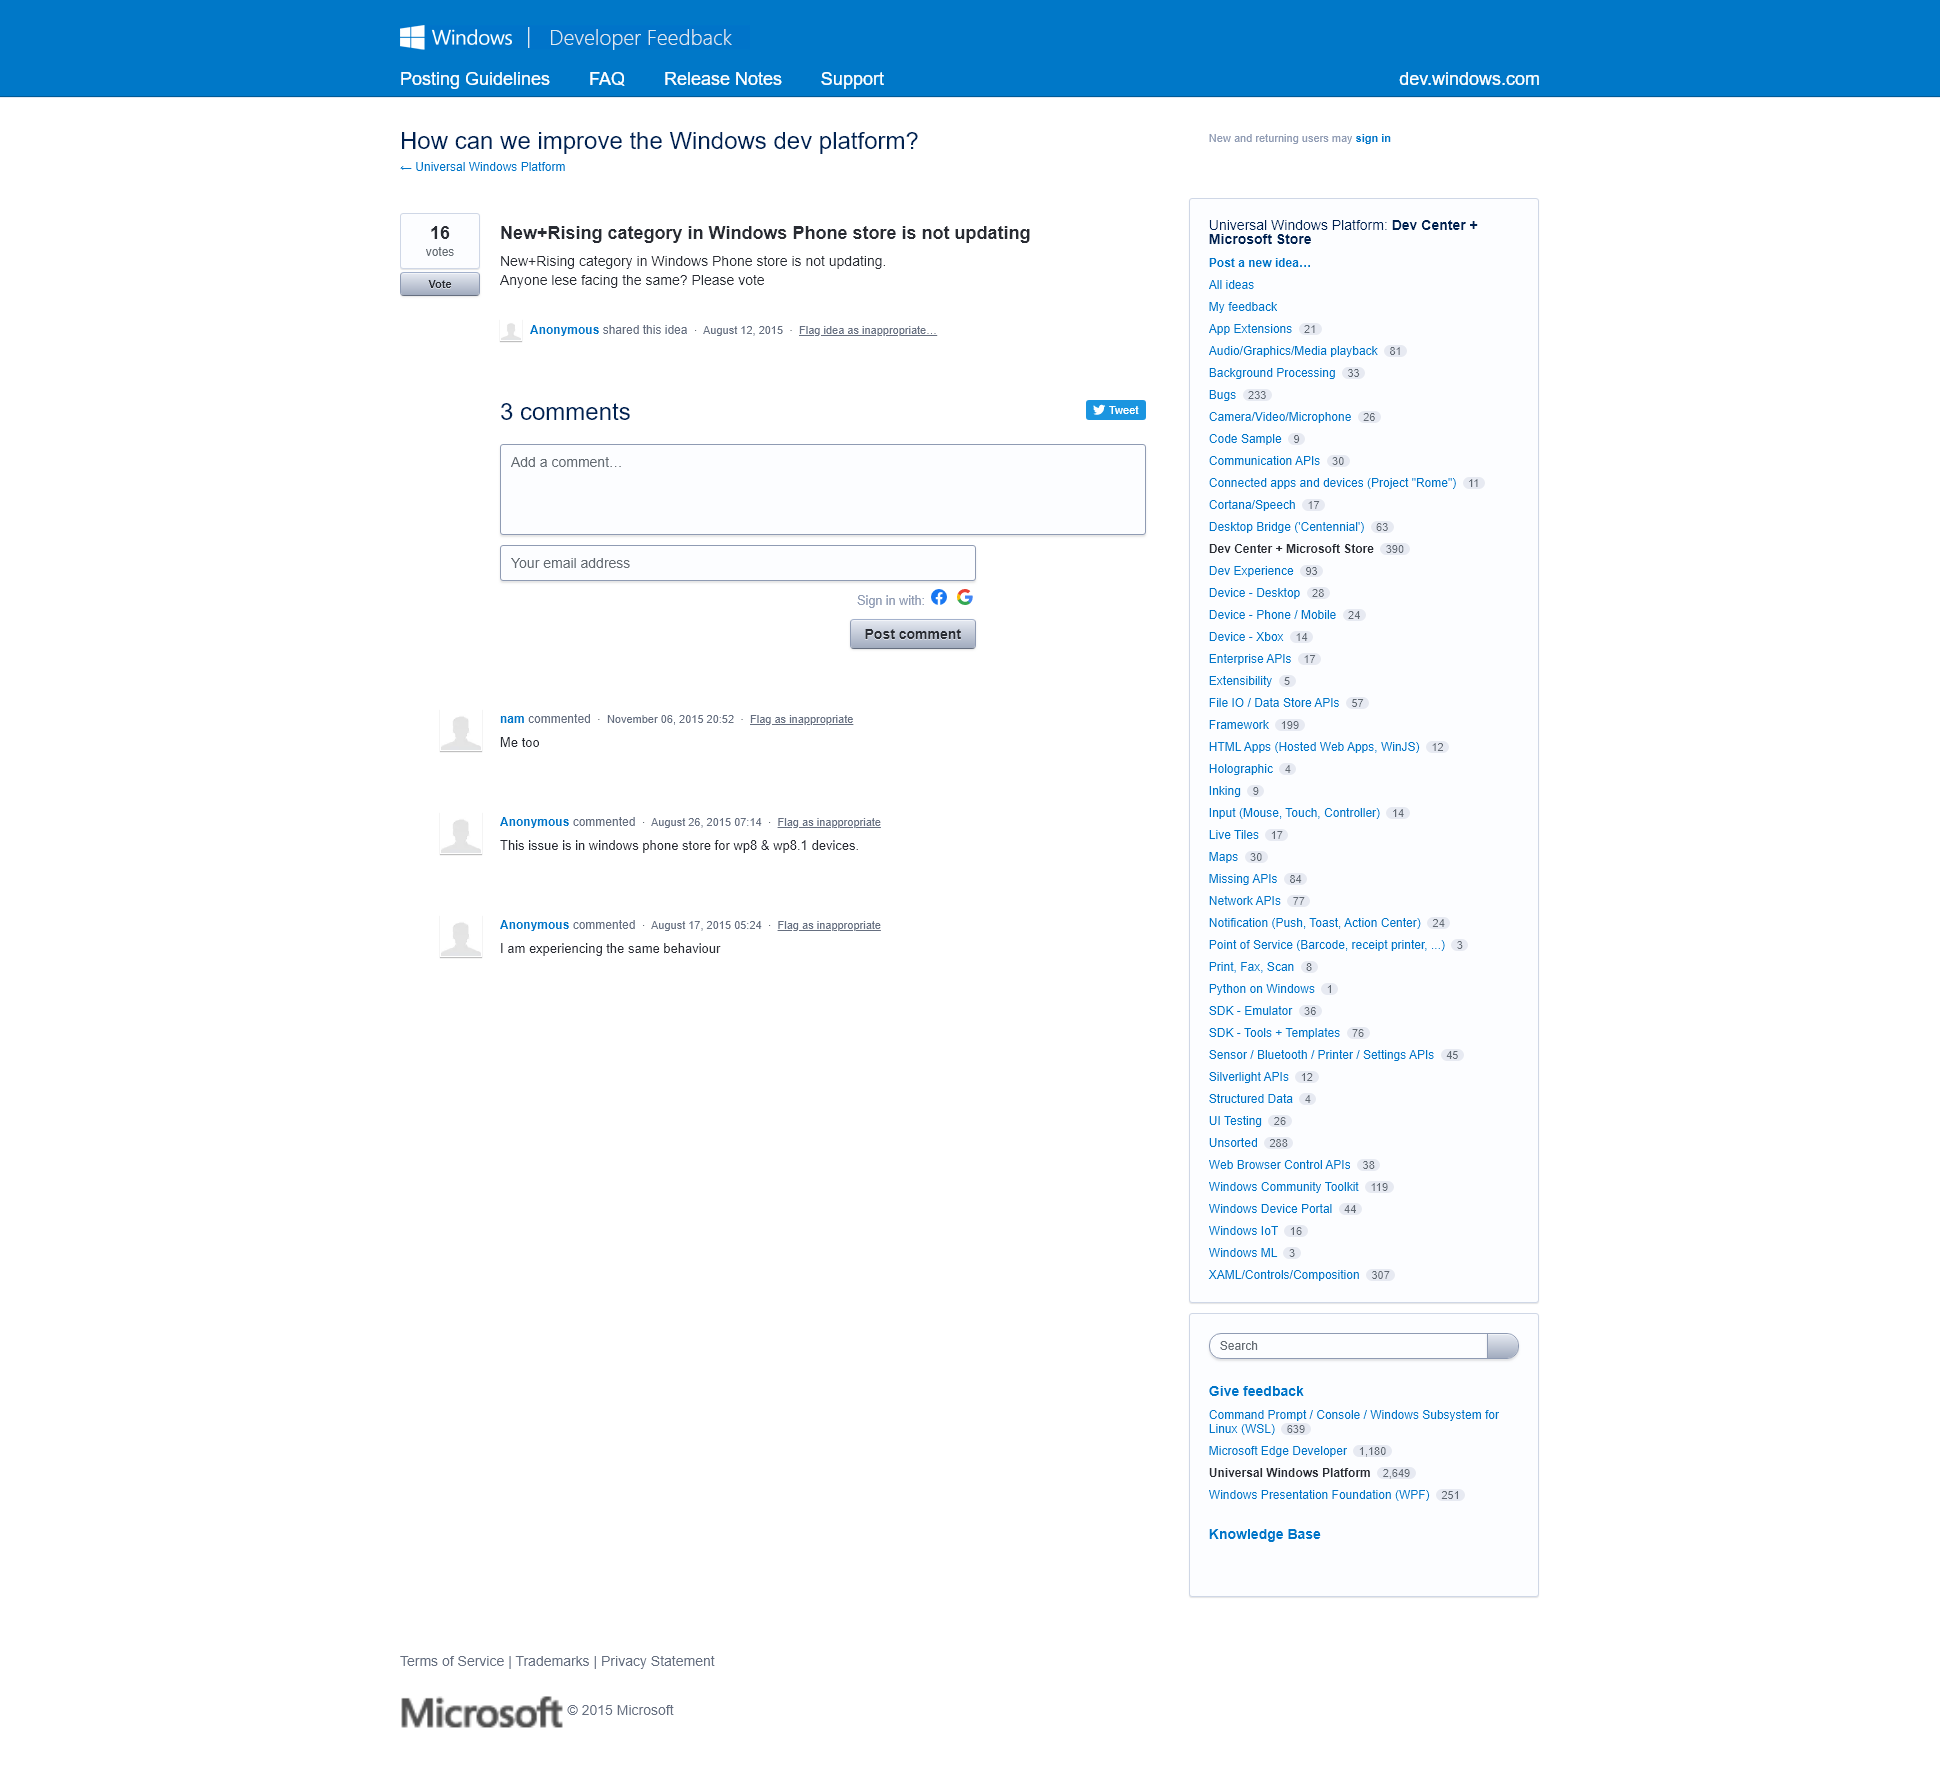 Windows | Developer Feedback
Posting Guidelines FAQ Release Notes Support dev.windows.com
How can we improve the Windows dev platform?
← Universal Windows Platform
New and returning users may sign in
16
votes
Vote
New+Rising category in Windows Phone store is not updating
New+Rising category in Windows Phone store is not updating.
Anyone lese facing the same? Please vote
Anonymous shared this idea · August 12, 2015 · Flag idea as inappropriate…
3 comments
Tweet
Add a comment…
Your email address
Sign in with:
Post comment
nam commented · November 06, 2015 20:52 · Flag as inappropriate
Me too
Anonymous commented · August 26, 2015 07:14 · Flag as inappropriate
This issue is in windows phone store for wp8 & wp8.1 devices.
Anonymous commented · August 17, 2015 05:24 · Flag as inappropriate
I am experiencing the same behaviour
Universal Windows Platform: Dev Center +
Microsoft Store
Post a new idea…
All ideas
My feedback
App Extensions 21
Audio/Graphics/Media playback 81
Background Processing 33
Bugs 233
Camera/Video/Microphone 26
Code Sample 9
Communication APIs 30
Connected apps and devices (Project "Rome") 11
Cortana/Speech 17
Desktop Bridge ('Centennial') 63
Dev Center + Microsoft Store 390
Dev Experience 93
Device - Desktop 28
Device - Phone / Mobile 24
Device - Xbox 14
Enterprise APIs 17
Extensibility 5
File IO / Data Store APIs 57
Framework 199
HTML Apps (Hosted Web Apps, WinJS) 12
Holographic 4
Inking 9
Input (Mouse, Touch, Controller) 14
Live Tiles 17
Maps 30
Missing APIs 84
Network APIs 77
Notification (Push, Toast, Action Center) 24
Point of Service (Barcode, receipt printer, ...) 3
Print, Fax, Scan 8
Python on Windows 1
SDK - Emulator 36
SDK - Tools + Templates 76
Sensor / Bluetooth / Printer / Settings APIs 45
Silverlight APIs 12
Structured Data 4
UI Testing 26
Unsorted 288
Web Browser Control APIs 38
Windows Community Toolkit 119
Windows Device Portal 44
Windows IoT 16
Windows ML 3
XAML/Controls/Composition 307
Search
Give feedback
Command Prompt / Console / Windows Subsystem for
Linux (WSL) 639
Microsoft Edge Developer 1,180
Universal Windows Platform 2,649
Windows Presentation Foundation (WPF) 251
Knowledge Base
Terms of Service | Trademarks | Privacy Statement
Microsoft © 2015 Microsoft